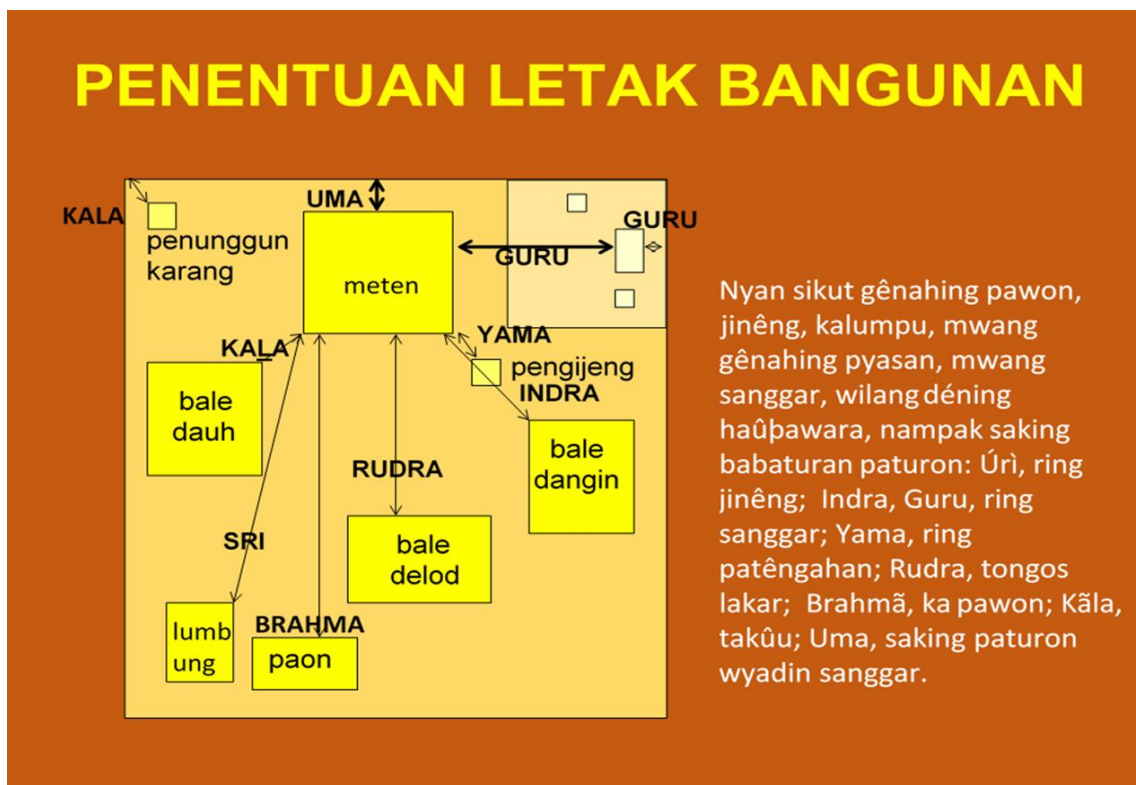 PENENTUAN LETAK BANGUNAN
KALA
UMA
GURU
penunggun
karang
meten
GURU
KALA
YAMA
pengijeng
INDRA
bale
dauh
bale
dangin
RUDRA
SRI
bale
delod
BRAHMA
lumb
ung
paon
Nyan sikut gênahing pawon,
jinêng, kalumpu, mwang
gênahing pyasan, mwang
sanggar, wilang déning
haûþawara, nampak saking
babaturan paturon: Úrì, ring
jinêng; Indra, Guru, ring
sanggar; Yama, ring
patêngahan; Rudra, tongos
lakar; Brahmã, ka pawon; Kãla,
takûu; Uma, saking paturon
wyadin sanggar.